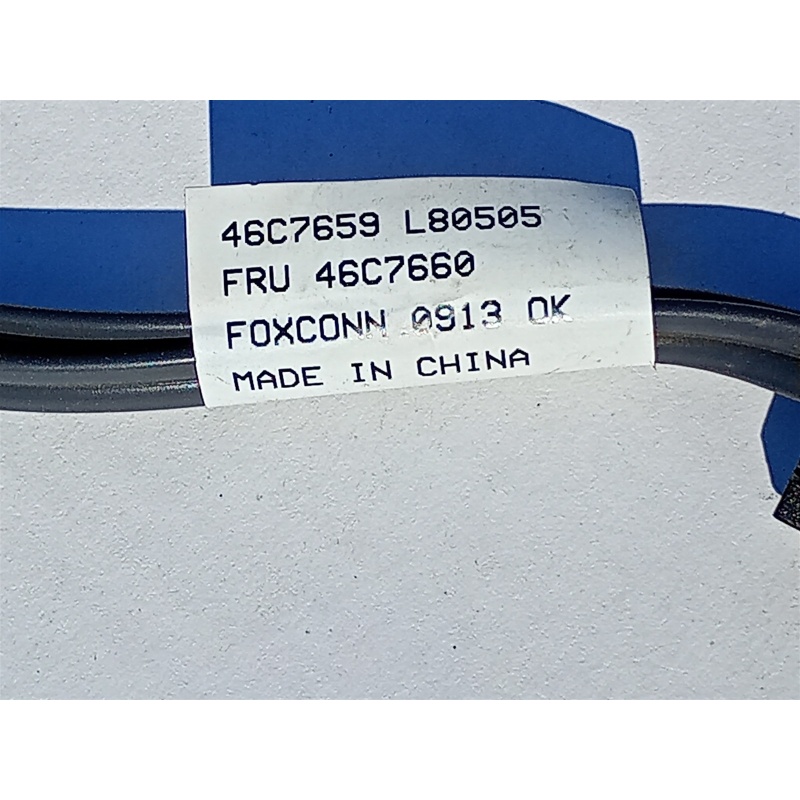 46C7659 L80505
FRU 46C7660
FOXCONN 0913 OK
MADE IN CHINA